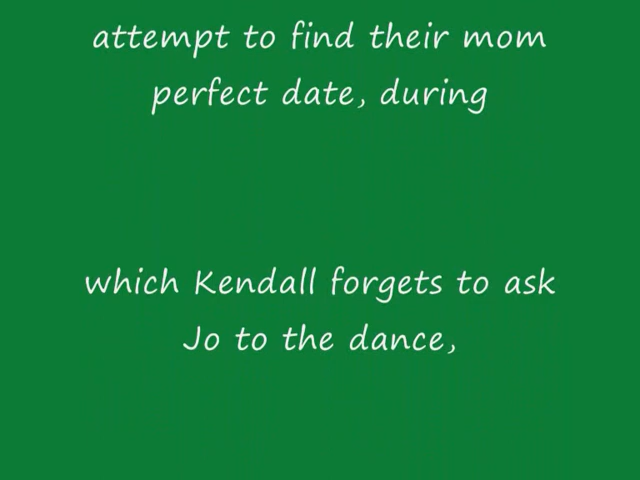 attempt to find their mom
perfect date, during
which Kendall forgets to ask
Jo to the dance,